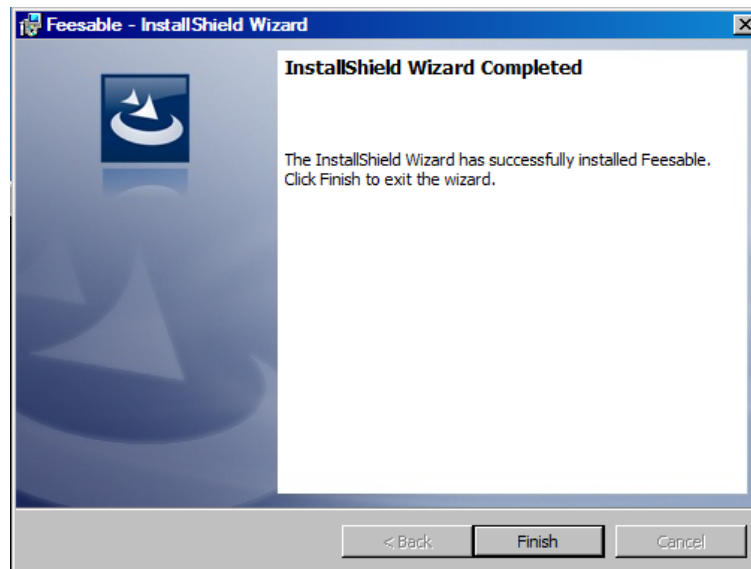 Feesable - InstallShield Wizard
InstallShield Wizard Completed
The InstallShield Wizard has successfully installed Feesable.
Click Finish to exit the wizard.
< Back
Finish
Cancel